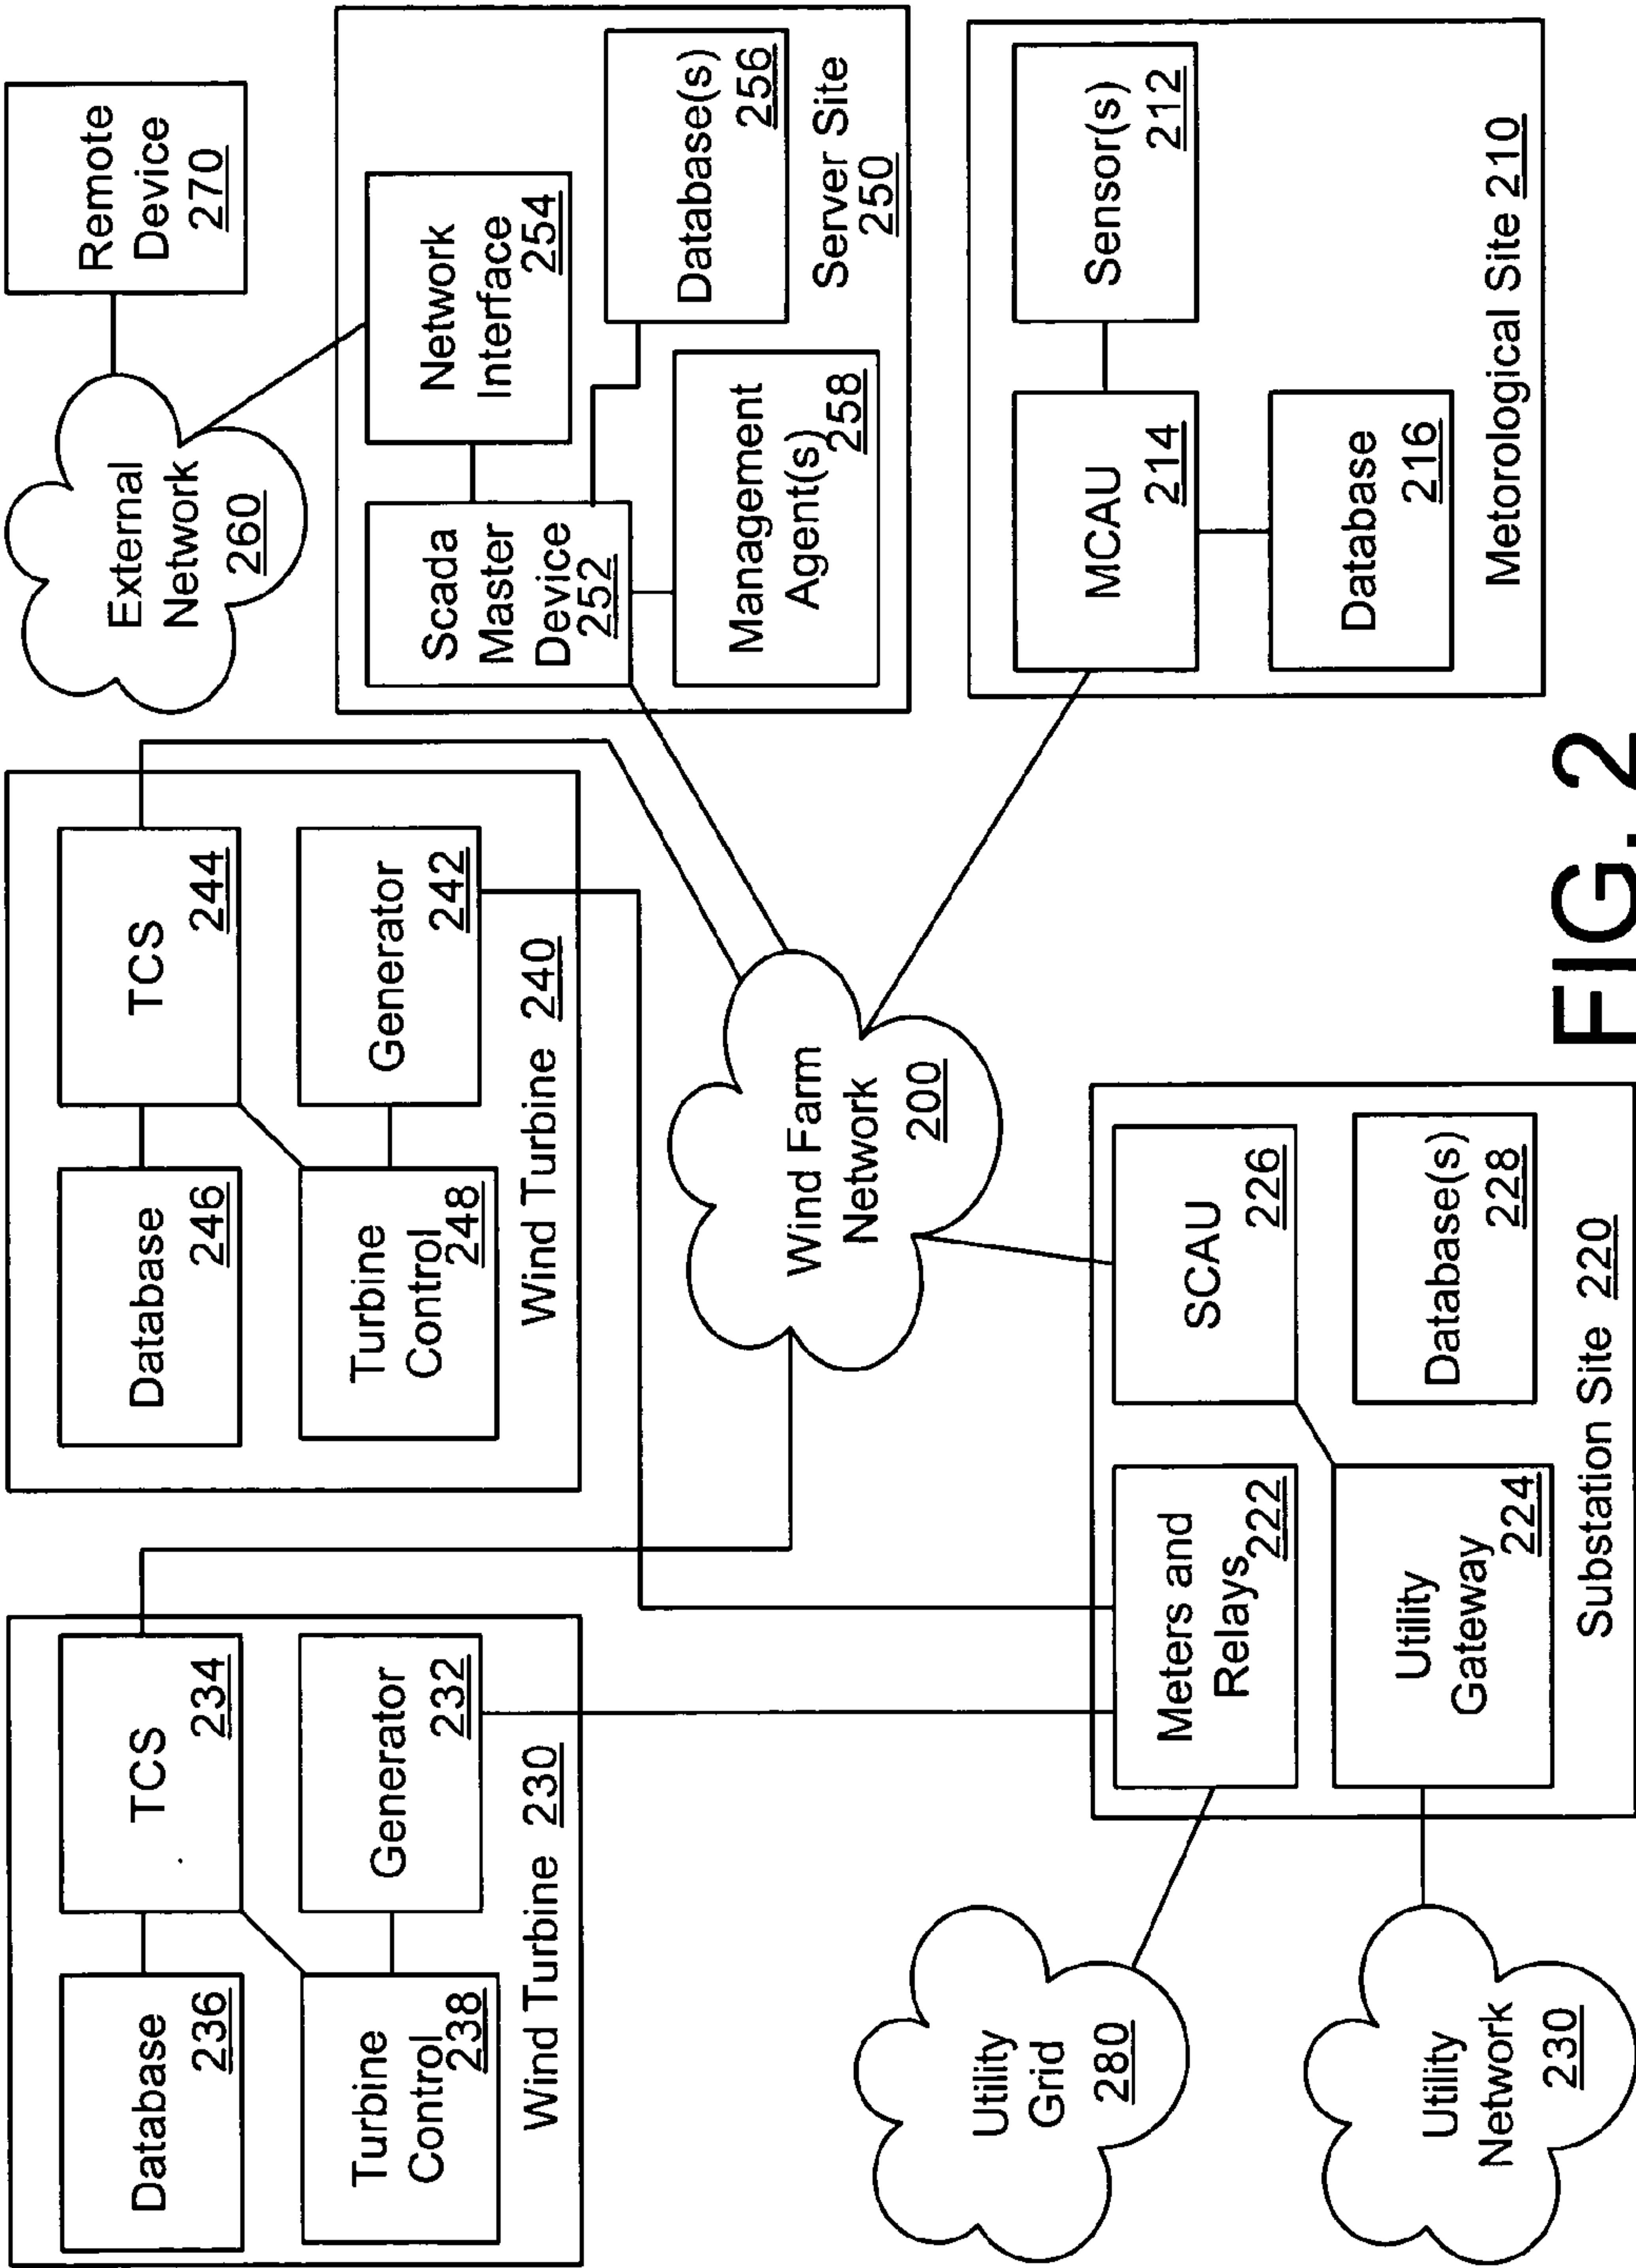 Database
236
TCS
234
Turbine
Control
238
Generator
232
Wind Turbine 230
Database
246
TCS
244
Turbine
Control
248
Generator
242
Wind Turbine 240
External
Network
260
Remote
Device
270
Scada
Master
Device
252
Network
Interface
254
Management
Agent(s)
258
Database(s)
256
Server Site
250
Wind Farm
Network
200
Utility
Grid
280
Utility
Network
230
Meters and
Relays
222
SCAU
226
Utility
Gateway
224
Database(s)
228
Substation Site 220
MCAU
214
Sensor(s)
212
Database
216
Metorological Site 210
FIG. 2